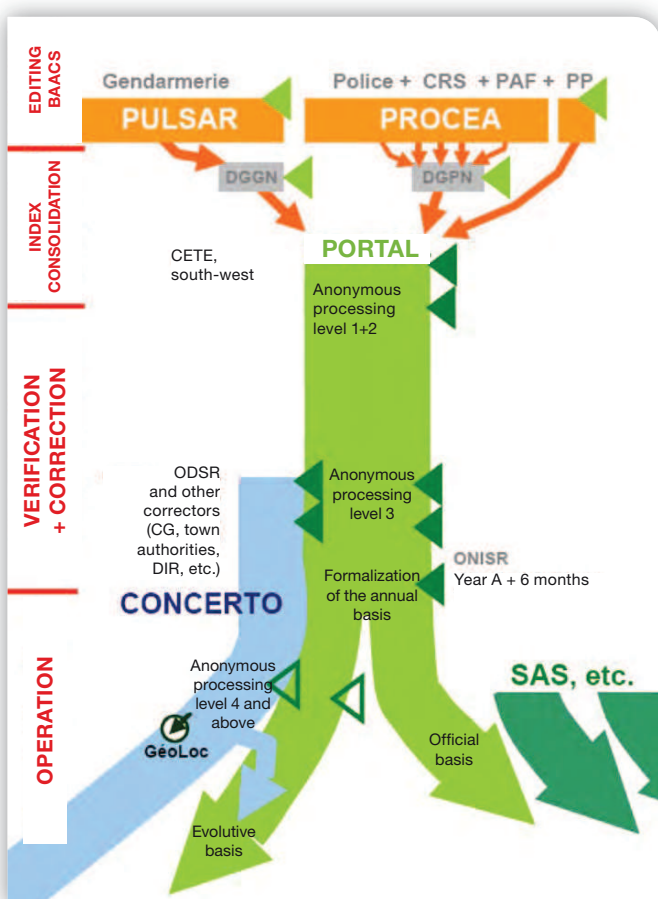 EDITING
BAACS
Gendarmerie
Police + CRS + PAF + PP
PULSAR
PROCEA
INDEX
CONSOLIDATION
DGGN
DGPN
CETE,
south-west
PORTAL
Anonymous
processing
level 1+2
VERIFICATION
+ CORRECTION
ODSR
and other
correctors
(CG, town
authorities,
DIR, etc.)
Anonymous
processing
level 3
ONISR
Year A + 6 months
Formalization
of the annual
basis
CONCERTO
OPERATION
Anonymous
processing
level 4 and
above
GéoLoc
SAS, etc.
Official
basis
Evolutive
basis